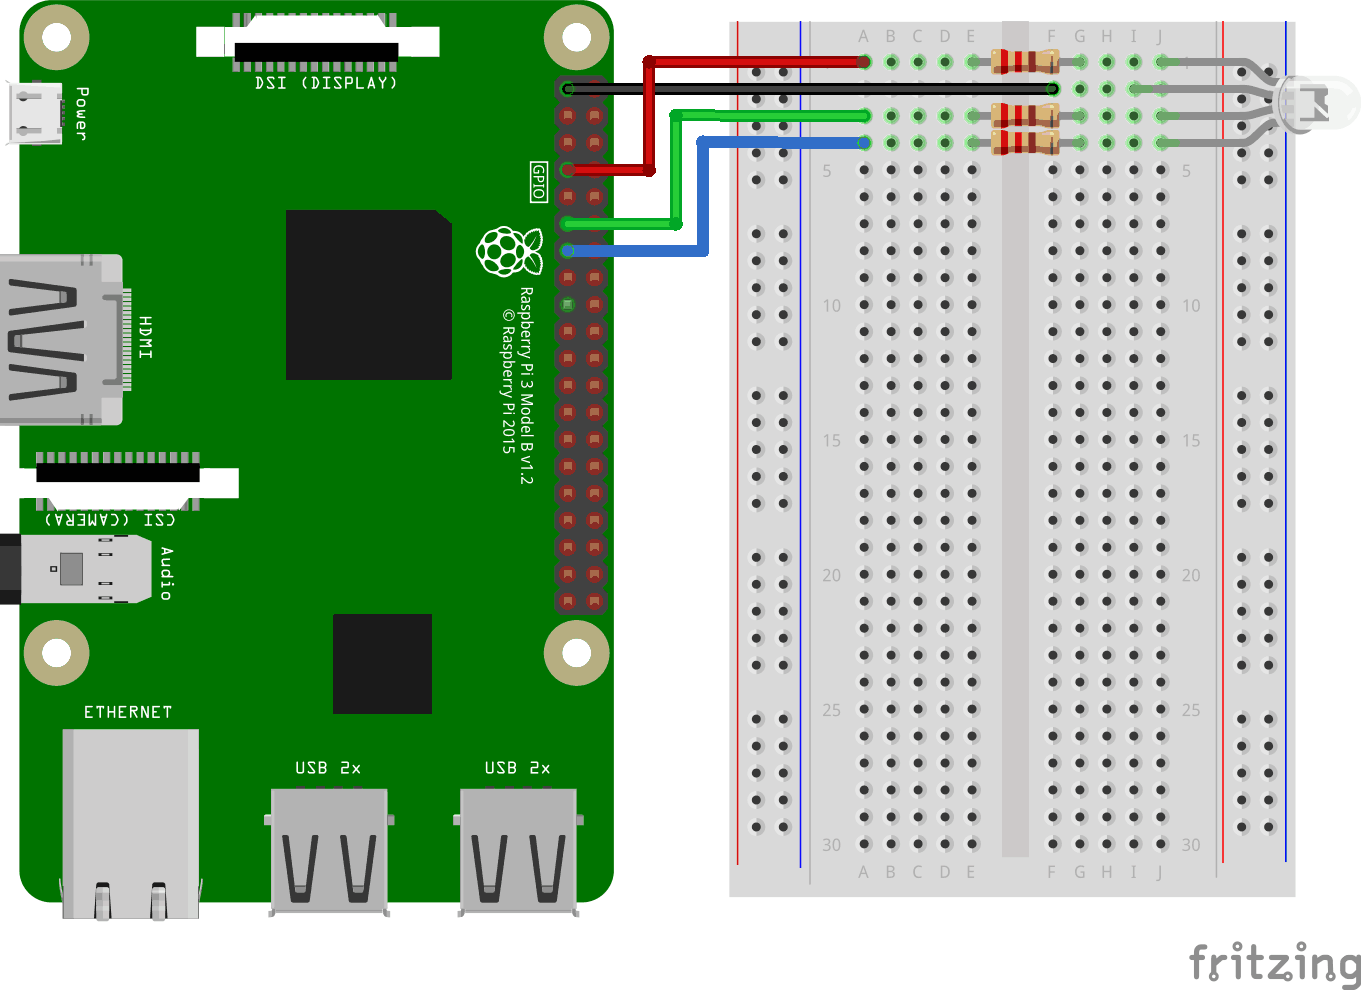 DSI (DISPLAY)
Power
GPIO
Raspberry Pi 3 Model B v1.2
© Raspberry Pi 2015
HDMI
CSI (CAMERA)
Audio
ETHERNET
USB 2x
USB 2x
A B C D E F G H I J
1
5 5
10 10
15 15
20 20
25 25
30 30
A B C D E F G H I J
fritzing